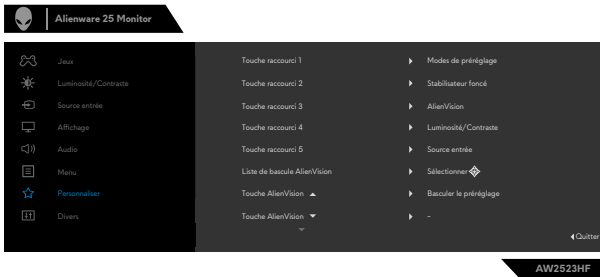 Alienware 25 Monitor
Jeux
Luminosité/Contraste
Source entrée
Affichage
Audio
Menu
Personnaliser
Divers
Touche raccourci 1 Modes de préréglage
Touche raccourci 2 Stabilisateur foncé
Touche raccourci 3 AlienVision
Touche raccourci 4 Luminosité/Contraste
Touche raccourci 5 Source entrée
Liste de bascule AlienVision Sélectionner
Touche AlienVision Basculer le préréglage
Touche AlienVision -
Quitter
AW2523HF